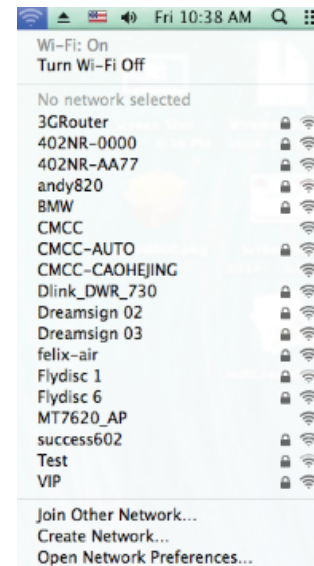 Fri 10:38 AM
Wi-Fi: On
Turn Wi-Fi Off
No network selected
3GRouter
402NR-0000
402NR-AA77
andy820
BMW
CMCC
CMCC-AUTO
CMCC-CAOHEJING
Dlink_DWR_730
Dreamsign 02
Dreamsign 03
felix-air
Flydisc 1
Flydisc 6
MT7620_AP
success602
Test
VIP
Join Other Network...
Create Network...
Open Network Preferences...